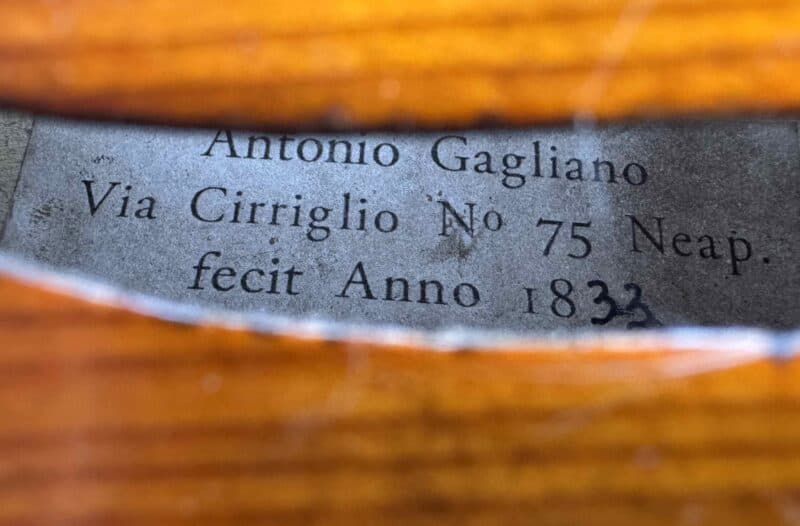 Antonio Gagliano
Via Cirriglio Nº 75 Neap.
fecit Anno 1833